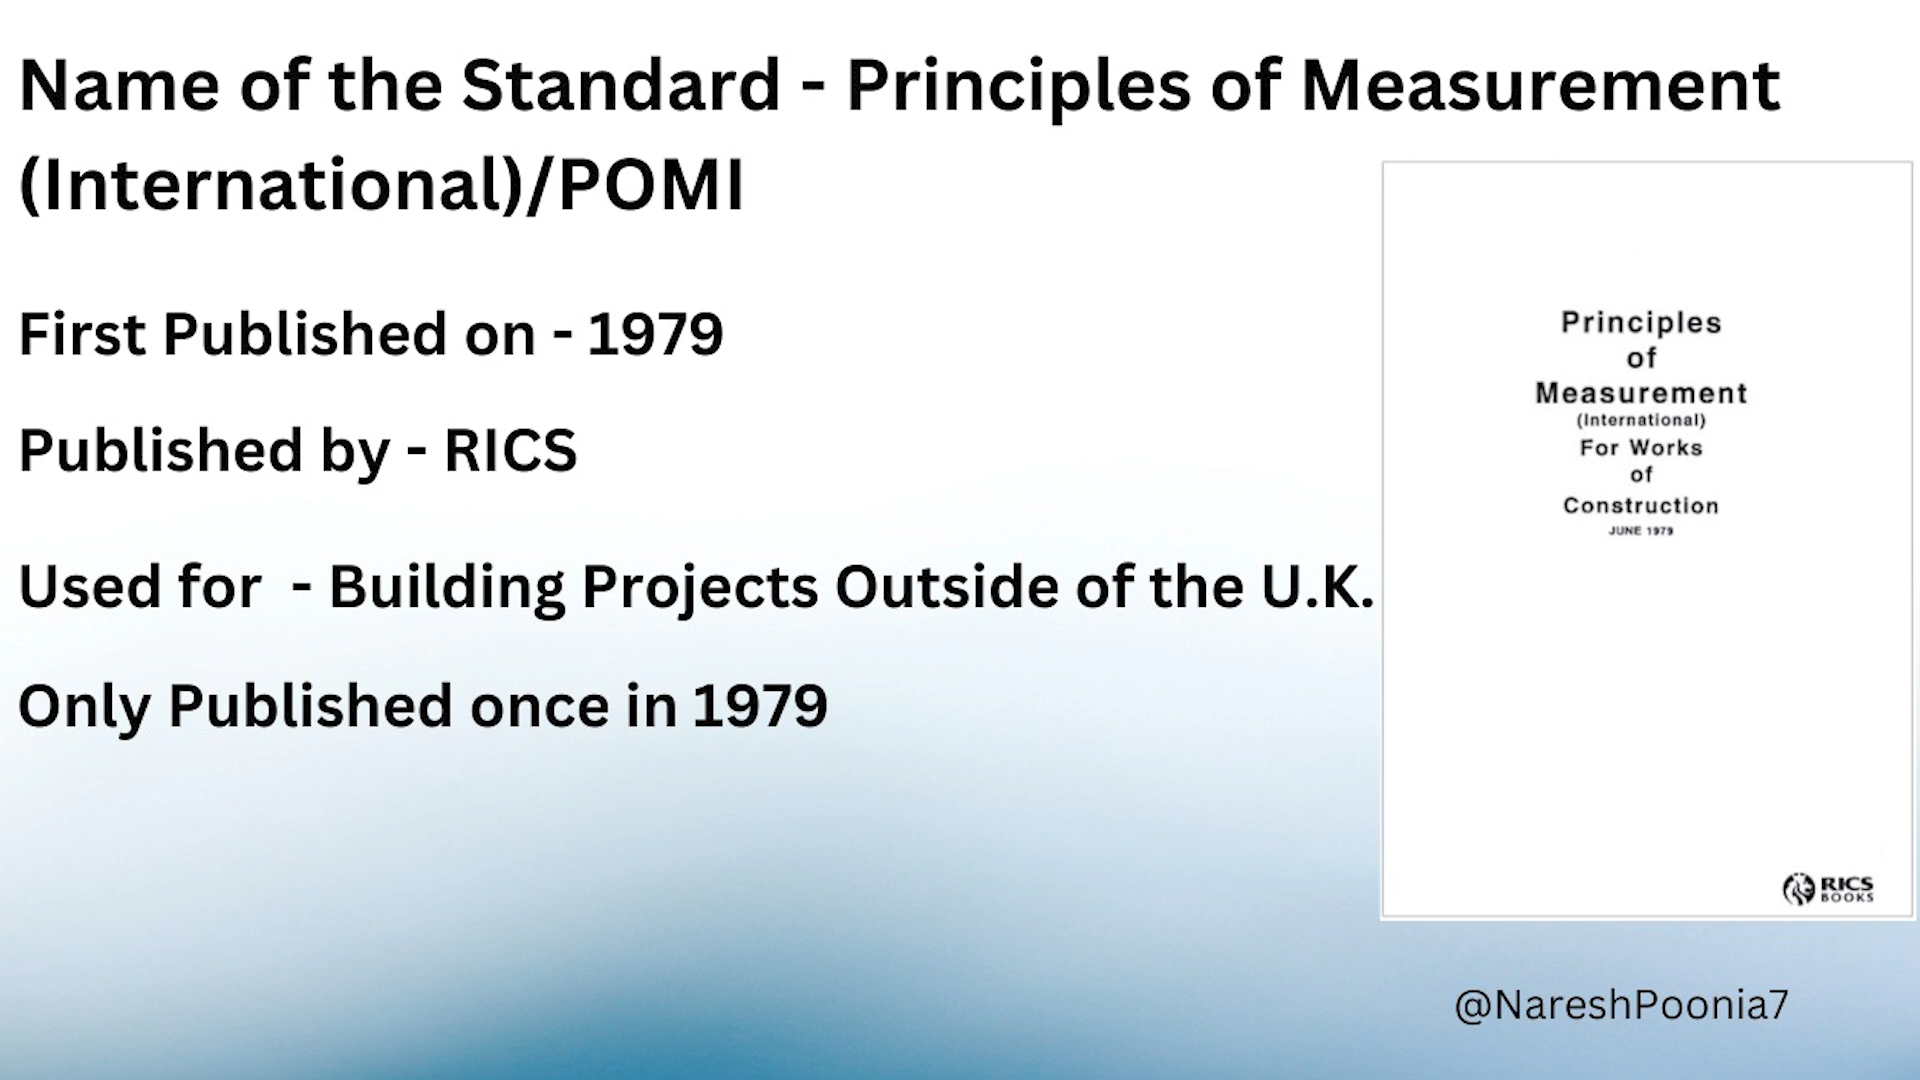 Name of the Standard - Principles of Measurement
(International)/POMI
First Published on - 1979
Published by - RICS
Used for  - Building Projects Outside of the U.K.
Only Published once in 1979
Principles
of
Measurement
(International)
For Works
of
Construction
JUNE 1979
RICS
BOOKS
@NareshPoonia7